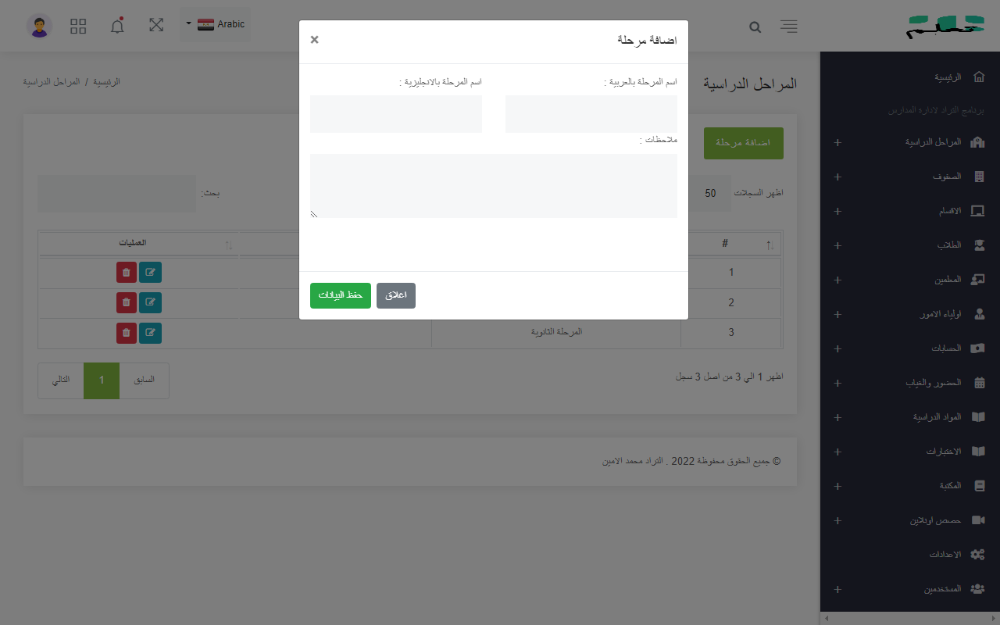 Arabic
اضافة مرحلة
×
اسم المرحلة بالعربية :
اسم المرحلة بالانجليزية :
ملاحظات :
اغلاق
حفظ البيانات
المراحل الدراسية
الرئيسية / المراحل الدراسية
اضافة مرحلة
اظهر السجلات 50
بحث:
#
العمليات
1
2
3
المرحلة الثانوية
اظهر 1 الي 3 من اصل 3 سجل
السابق
1
التالي
© جميع الحقوق محفوظة 2022 . التراد محمد الامين
الرئيسية
برنامج التراد لادارة المدارس
المراحل الدراسية +
الصفوف +
الاقسام +
الطلاب +
المعلمين +
اولياء الامور +
الحسابات +
الحضور والغياب +
المواد الدراسية +
الاختبارات +
المكتبة +
حصص اونلاين +
الاعدادات
المستخدمين +